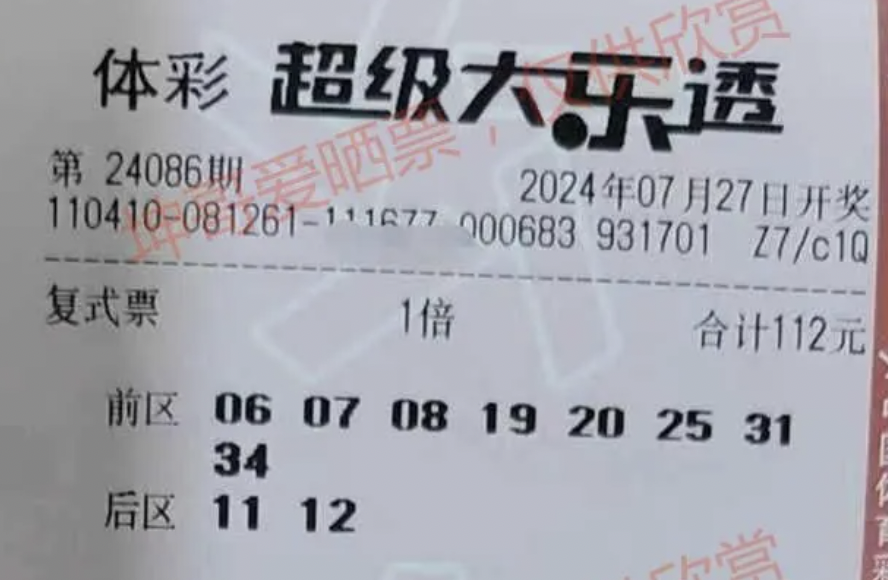 体彩 超级大乐透
坤哥爱晒票，仅供欣赏
第 24086期 2024年07月27日开奖
110410-081261- 000683 931701 Z7/c1Q
复式票 1倍 合计112元
前区 06 07 08 19 20 25 31
34
后区 11 12
供欣赏